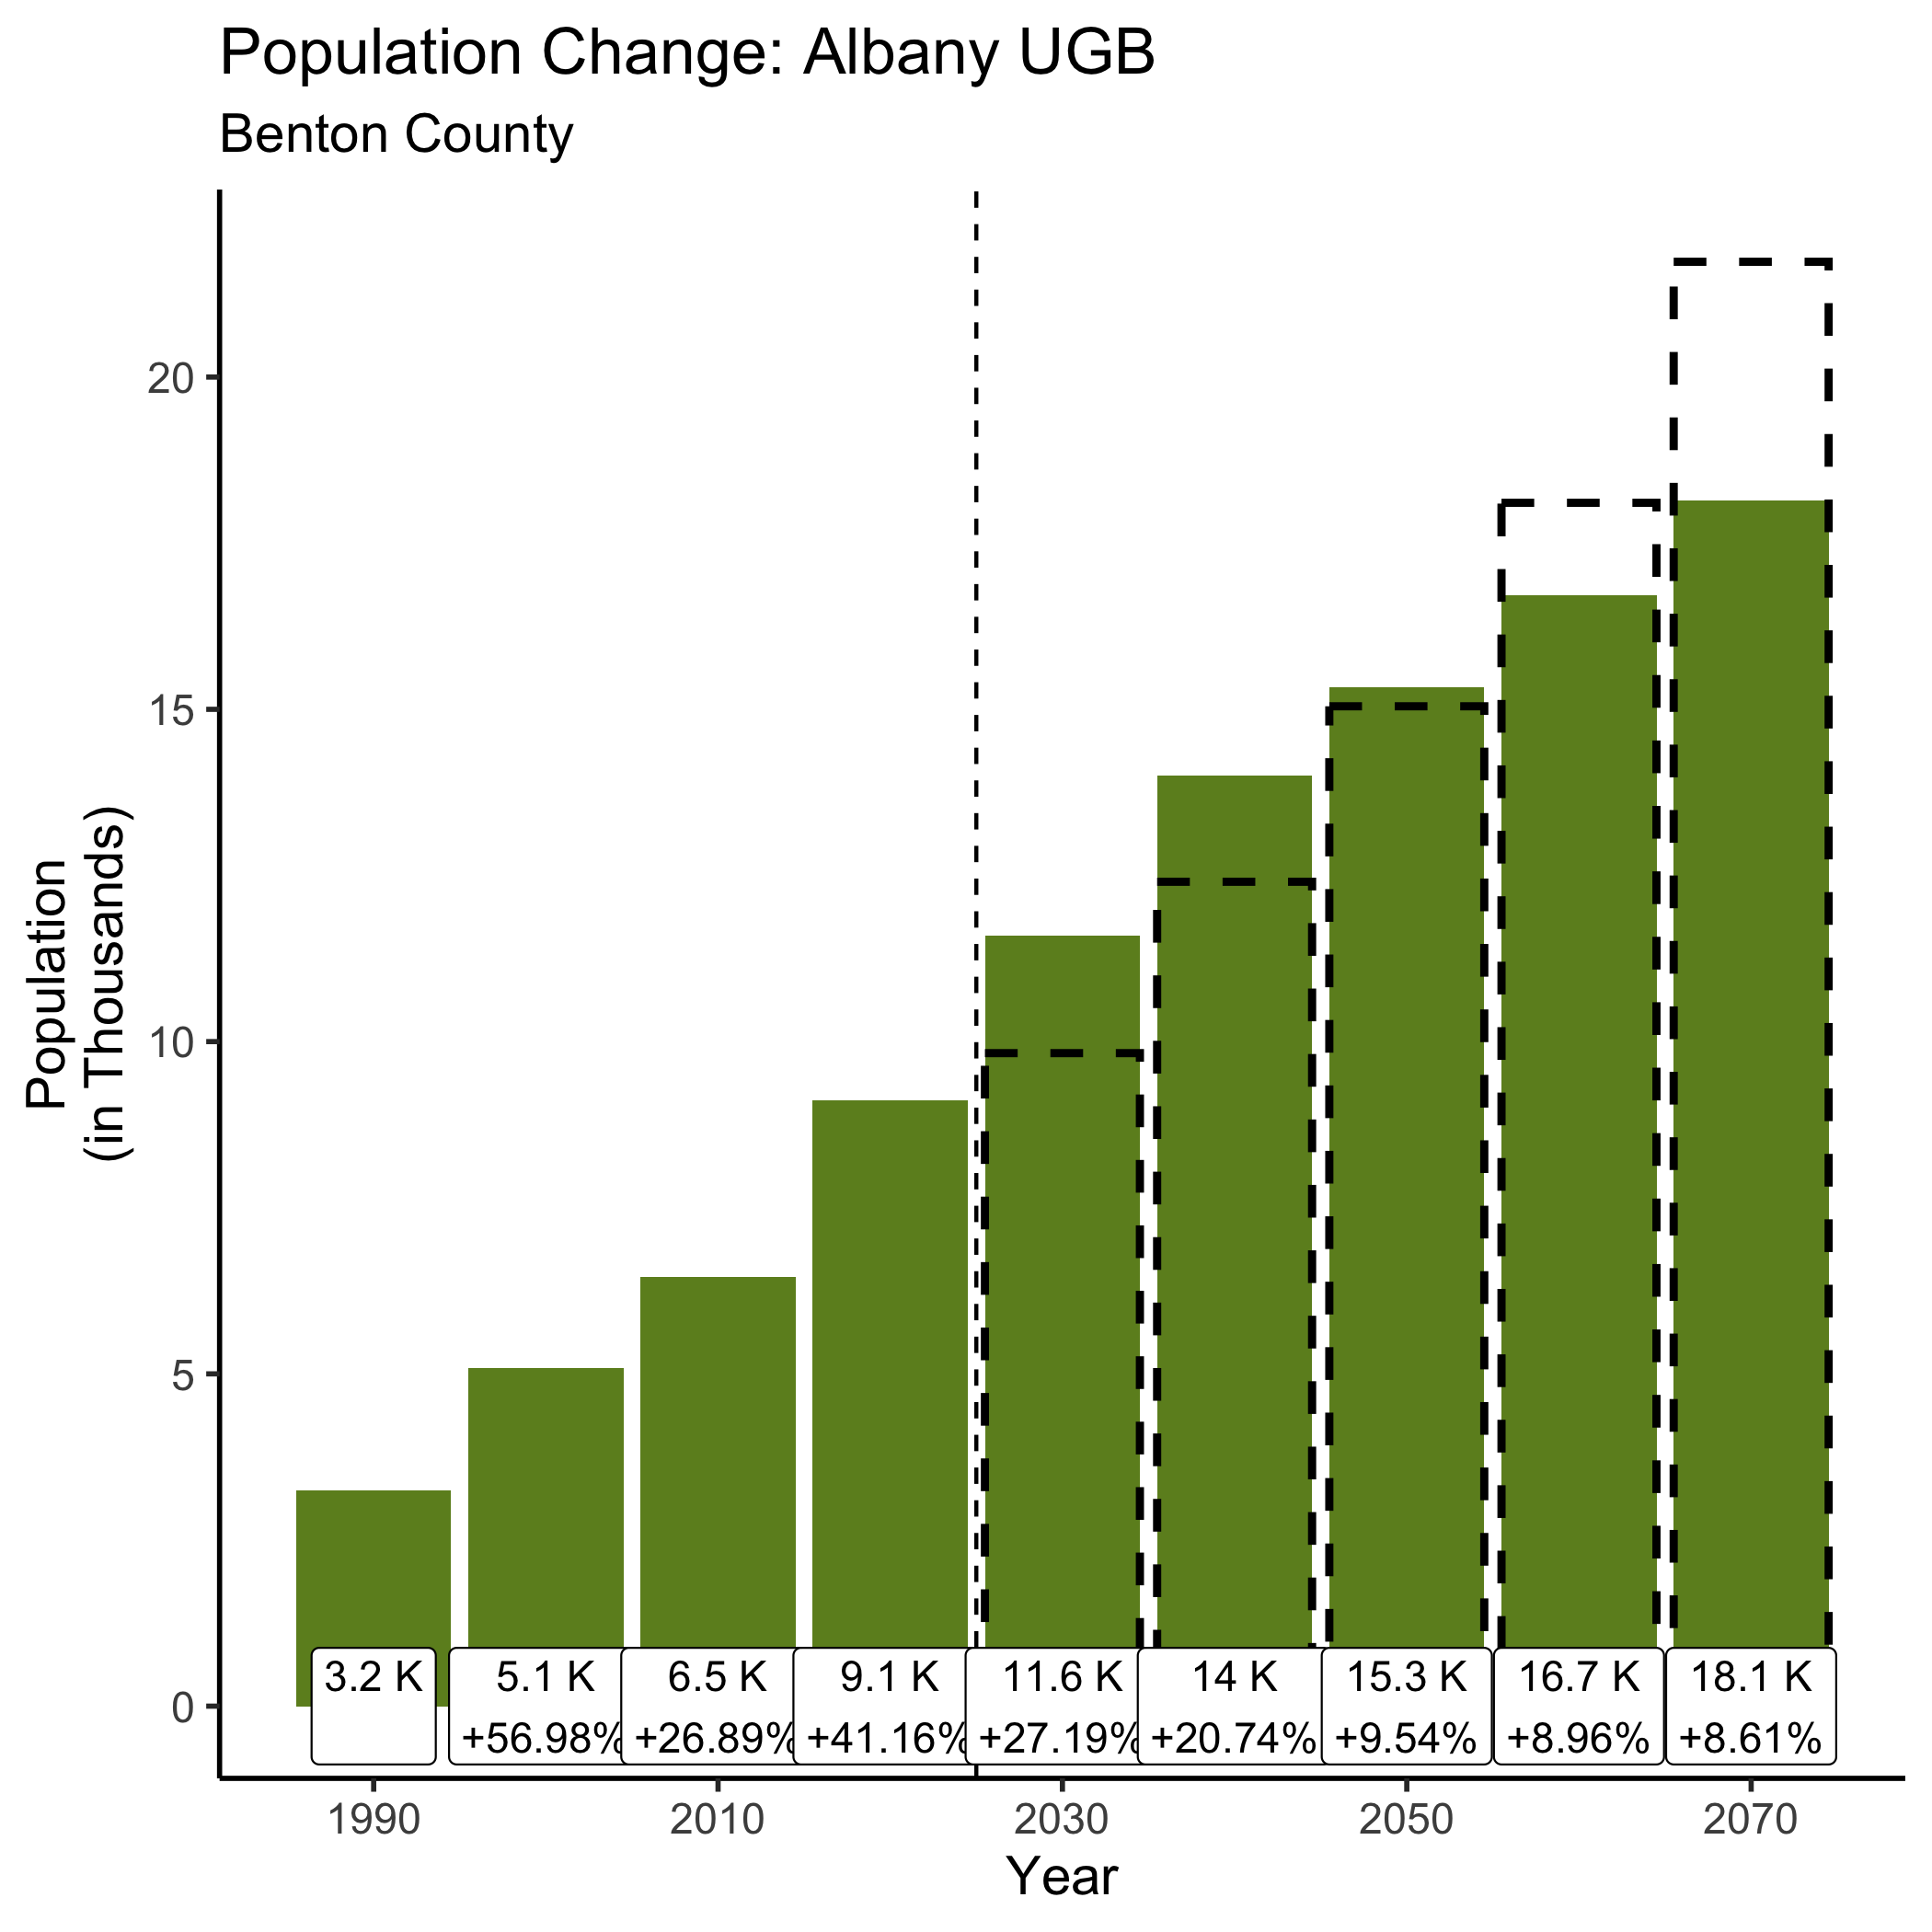 Population Change: Albany UGB
Benton County
Population
(in Thousands)
20
15
10
5
0
3.2 K
5.1 K
+56.98%
6.5 K
+26.89%
9.1 K
+41.16%
11.6 K
+27.19%
14 K
+20.74%
15.3 K
+9.54%
16.7 K
+8.96%
18.1 K
+8.61%
1990
2010
2030
2050
2070
Year